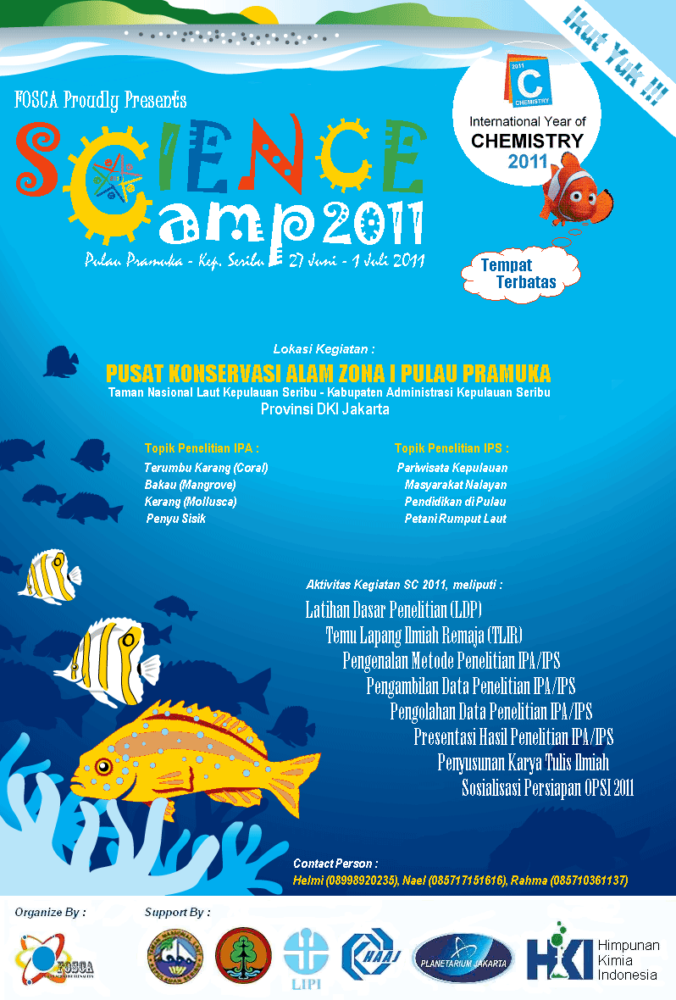 Ikut Yuk !!!
FOSCA Proudly Presents
SCIENCE
Camp 2011
Pulau Pramuka - Kep. Seribu 27 Juni - 1 Juli 2011
2011
C
CHEMISTRY
International Year of
CHEMISTRY
2011
Tempat
Terbatas
Lokasi Kegiatan :
PUSAT KONSERVASI ALAM ZONA I PULAU PRAMUKA
Taman Nasional Laut Kepulauan Seribu - Kabupaten Administrasi Kepulauan Seribu
Provinsi DKI Jakarta
Topik Penelitian IPA :
Terumbu Karang (Coral)
Bakau (Mangrove)
Kerang (Mollusca)
Penyu Sisik
Topik Penelitian IPS :
Pariwisata Kepulauan
Masyarakat Nalayan
Pendidikan di Pulau
Petani Rumput Laut
Aktivitas Kegiatan SC 2011, meliputi :
Latihan Dasar Penelitian (LDP)
Temu Lapang Ilmiah Remaja (TLIR)
Pengenalan Metode Penelitian IPA/IPS
Pengambilan Data Penelitian IPA/IPS
Pengolahan Data Penelitian IPA/IPS
Presentasi Hasil Penelitian IPA/IPS
Penyusunan Karya Tulis Ilmiah
Sosialisasi Persiapan OPSI 2011
Contact Person :
Helmi (08998920235), Nael (085717151616), Rahma (085710361137)
Organize By :
Support By :
FOSCA
LIPI
HAAJ
PLANETARIUM JAKARTA
HKI
Himpunan
Kimia
Indonesia